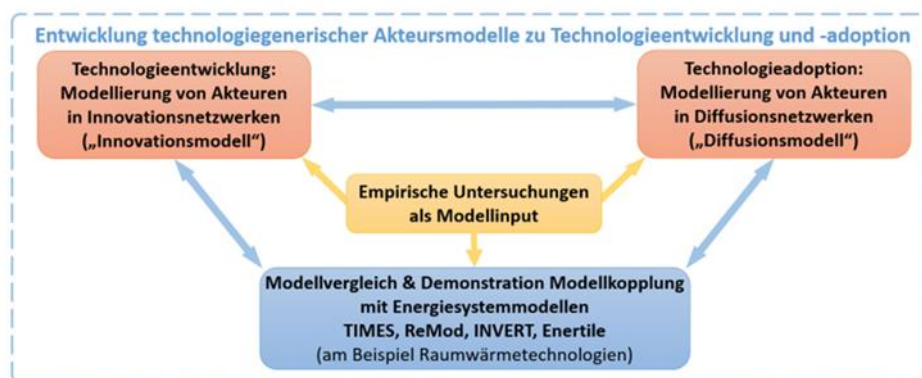 Entwicklung technologiegenerischer Akteursmodelle zu Technologieentwicklung und -adoption
Technologieentwicklung:
Modellierung von Akteuren
in Innovationsnetzwerken
(„Innovationsmodell“)
Technologieadoption:
Modellierung von Akteuren
in Diffusionsnetzwerken
(„Diffusionsmodell“)
Empirische Untersuchungen
als Modellinput
Modellvergleich & Demonstration Modellkopplung
mit Energiesystemmodellen
TIMES, ReMod, INVERT, Enertile
(am Beispiel Raumwärmetechnologien)